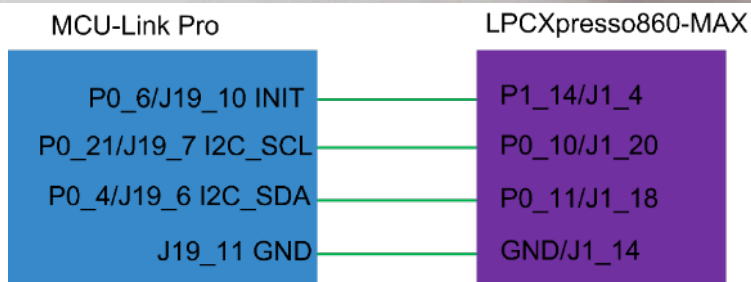 MCU-Link Pro LPCXpresso860-MAX
P0_6/J19_10 INIT P1_14/J1_4
P0_21/J19_7 I2C_SCL P0_10/J1_20
P0_4/J19_6 I2C_SDA P0_11/J1_18
J19_11 GND GND/J1_14